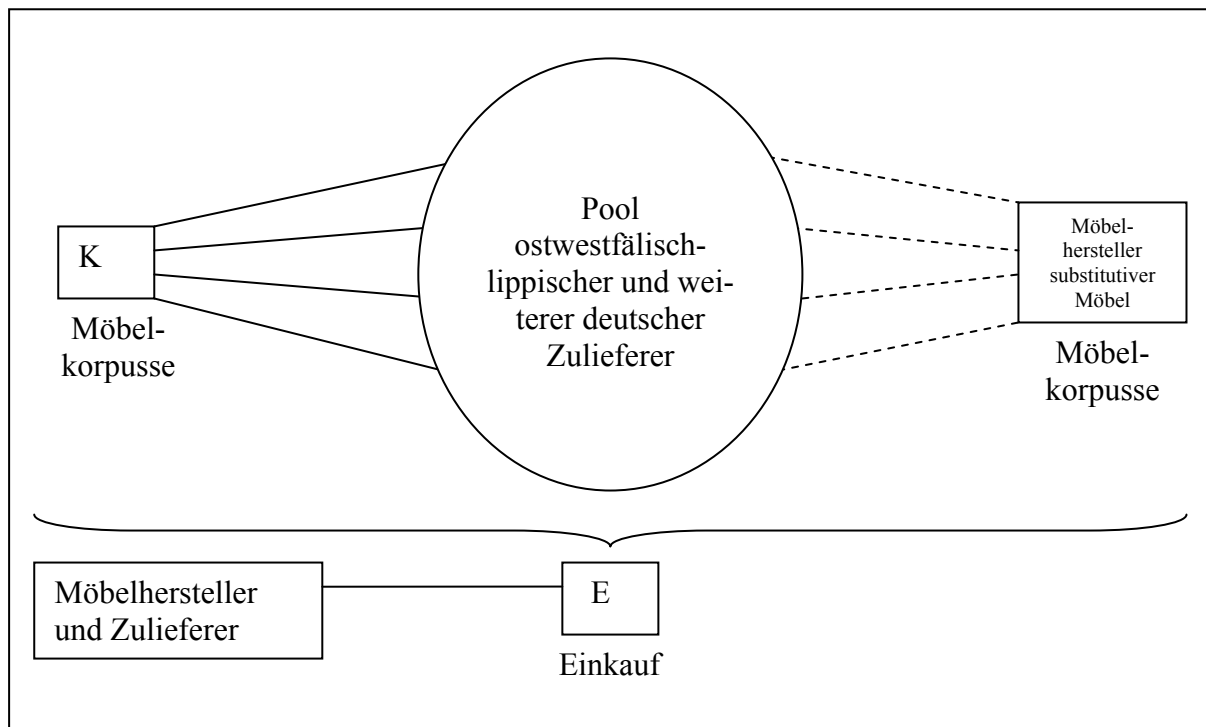 Pool
ostwestfälisch-
lippischer und wei-
terer deutscher
Zulieferer
K
Möbel-
korpusse
Möbel-
hersteller
substitutiver
Möbel
Möbel-
korpusse
Möbelhersteller
und Zulieferer
E
Einkauf